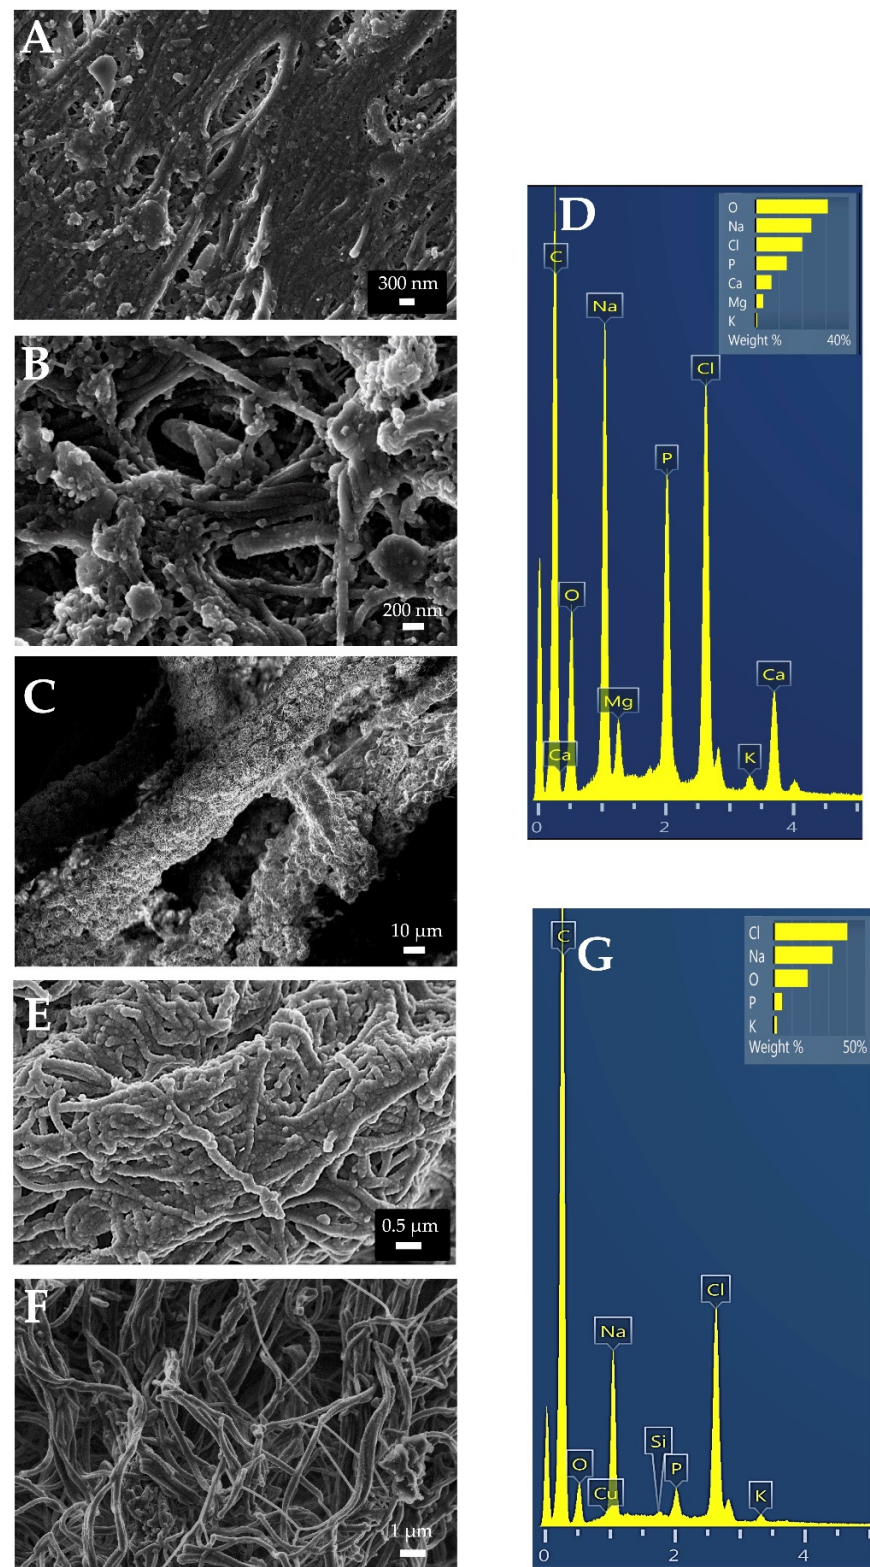 A
300 nm
B
200 nm
C
10 μm
D
O
Na
Cl
P
Ca
Mg
K
Weight % 40%
C
Na
Cl
P
O
Mg
Ca
K
Ca
0 2 4
E
0.5 μm
F
1 μm
G
Cl
Na
O
P
K
Weight % 50%
C
Cl
Na
Si
O
P
Cu
K
0 2 4